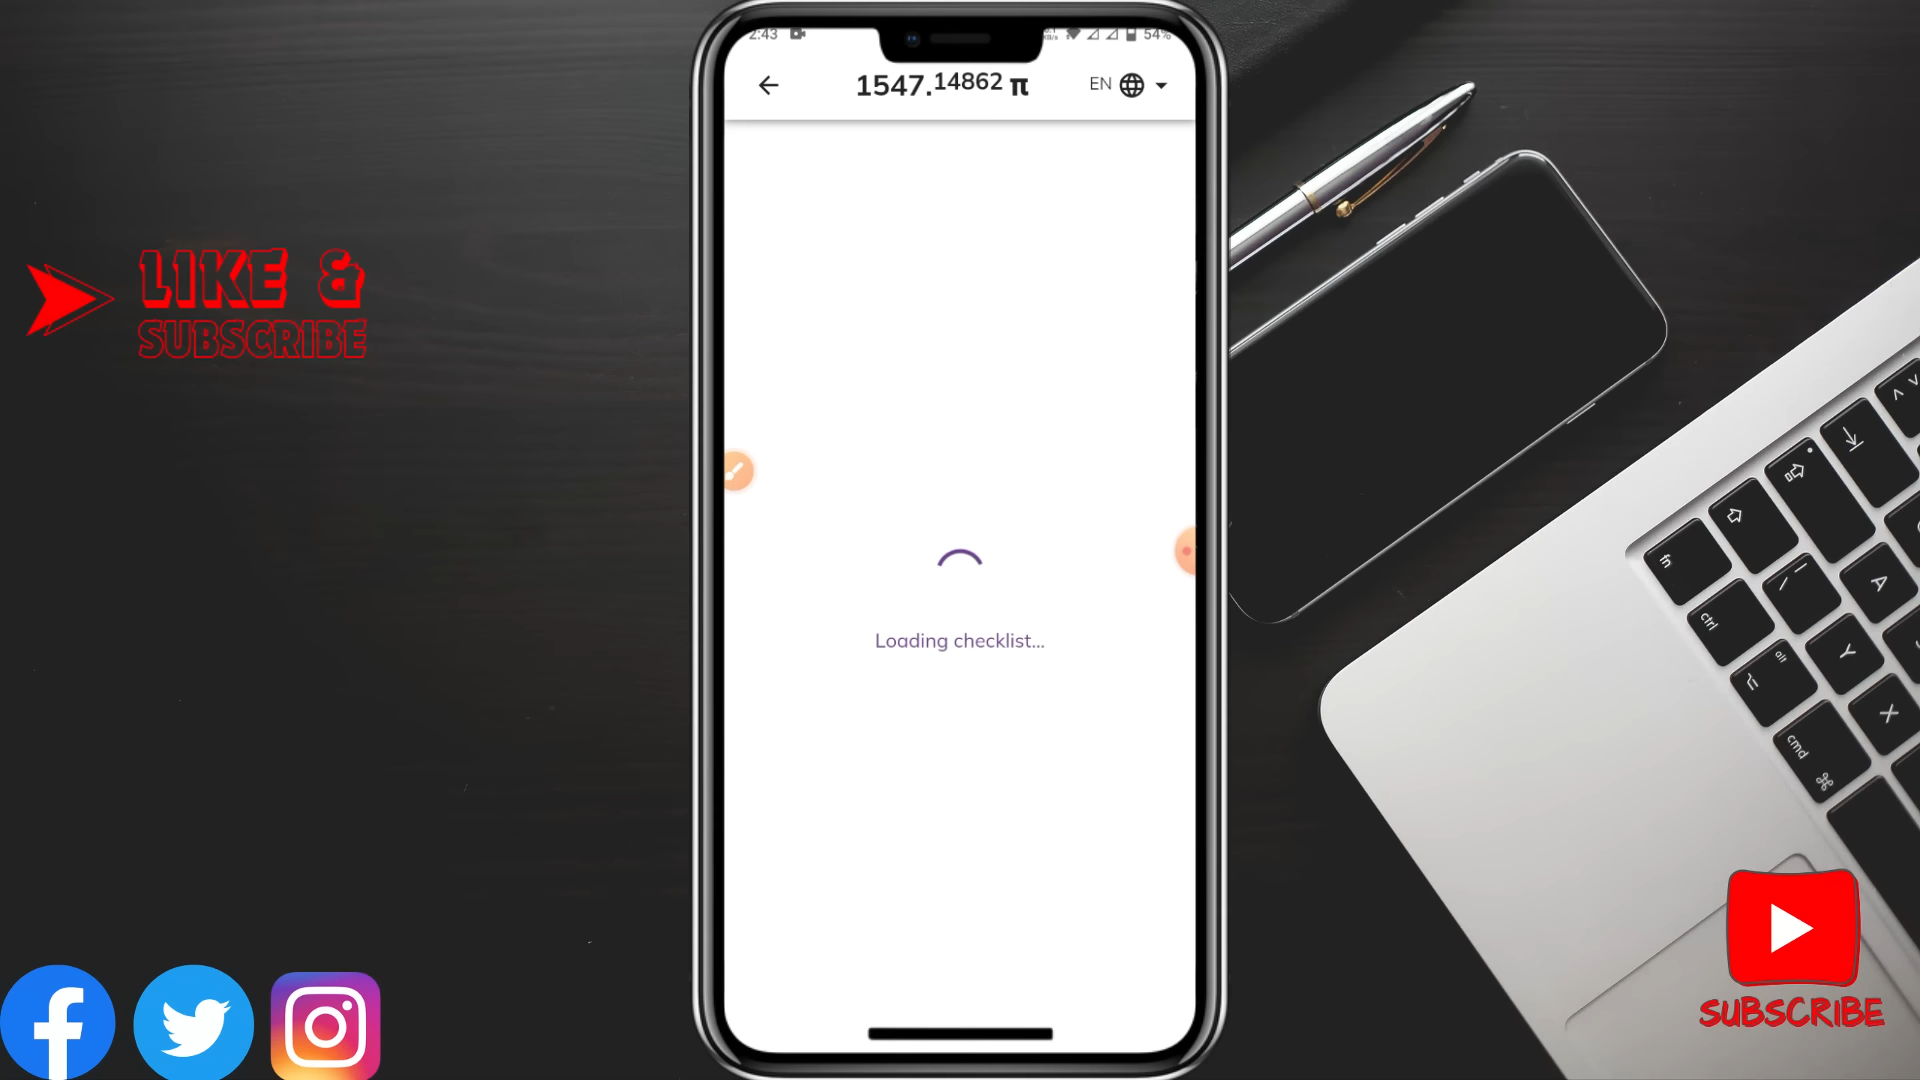 2:43
54%
1547.14862 π
EN
LIKE &
SUBSCRIBE
Loading checklist...
fn
ctrl
alt
cmd
A
Y
X
SUBSCRIBE